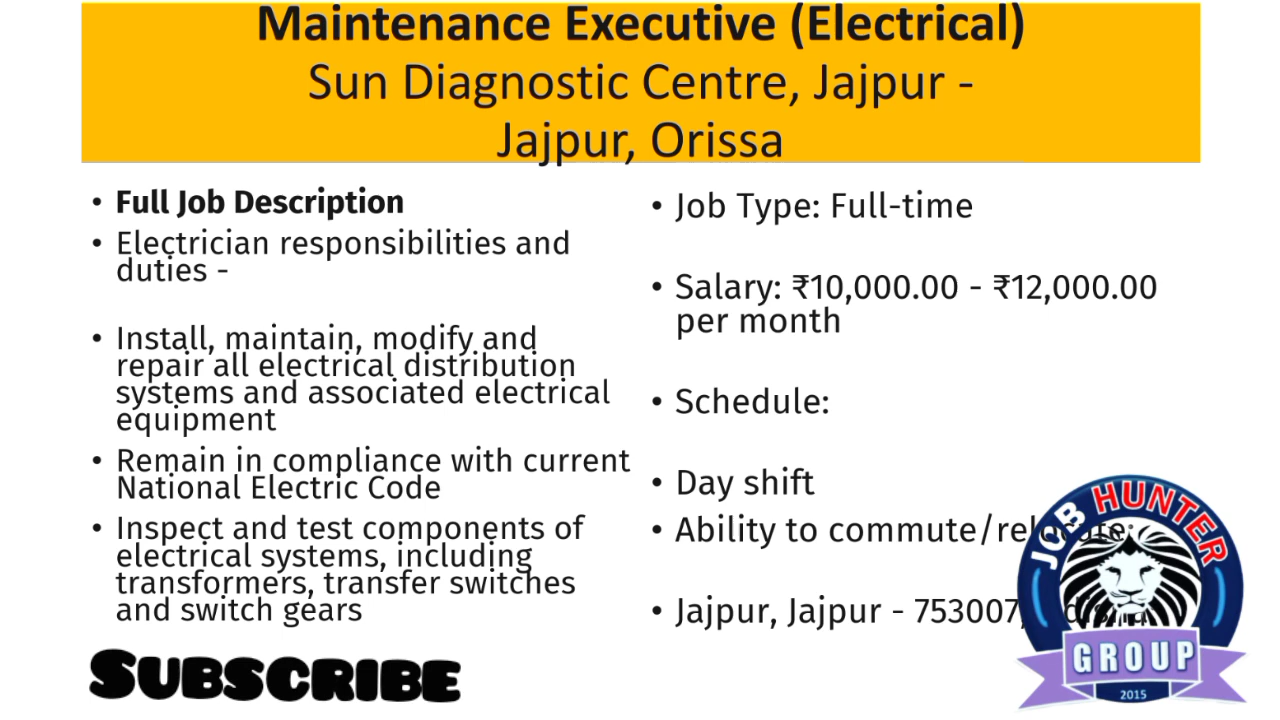 Maintenance Executive (Electrical)
Sun Diagnostic Centre, Jajpur -
Jajpur, Orissa
• Full Job Description
• Electrician responsibilities and
duties -
• Install, maintain, modify and
repair all electrical distribution
systems and associated electrical
equipment
• Remain in compliance with current
National Electric Code
• Inspect and test components of
electrical systems, including
transformers, transfer switches
and switch gears
• Job Type: Full-time
• Salary: ₹10,000.00 - ₹12,000.00
per month
• Schedule:
• Day shift
• Ability to commute/relocate:
• Jajpur, Jajpur - 753007,
SUBSCRIBE
JOB HUNTER
GROUP
2015